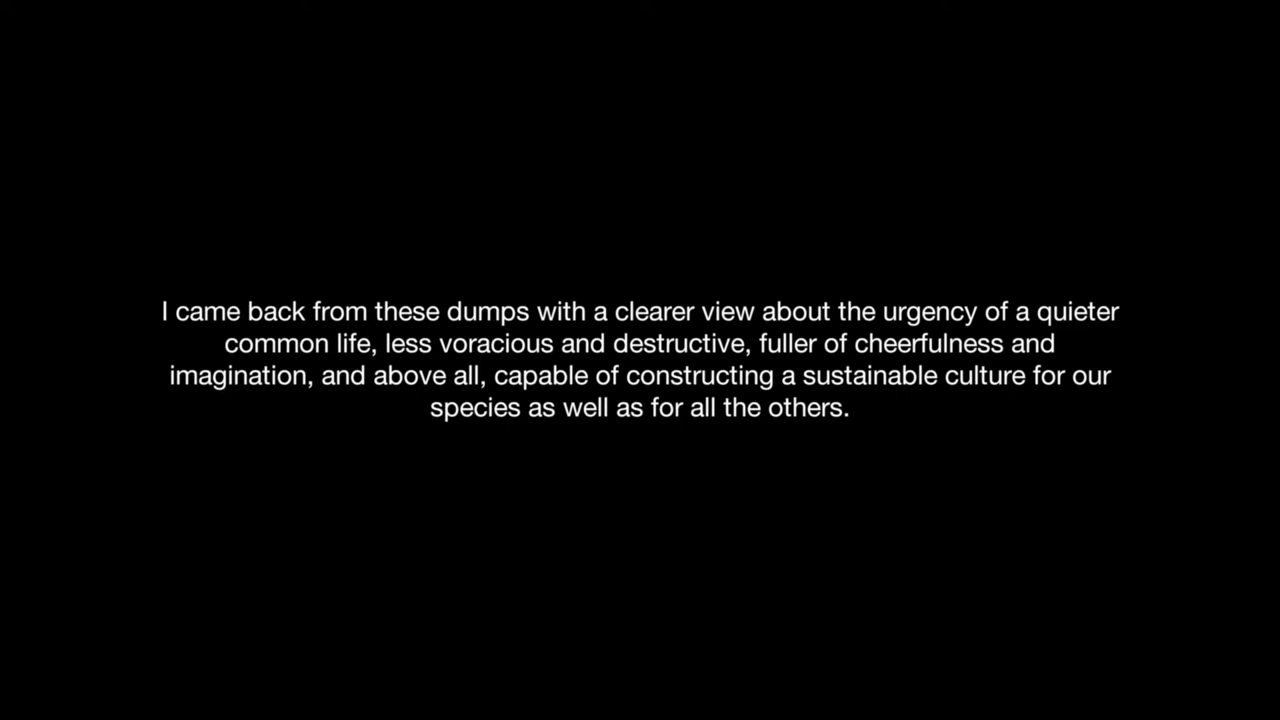 I came back from these dumps with a clearer view about the urgency of a quieter
common life, less voracious and destructive, fuller of cheerfulness and
imagination, and above all, capable of constructing a sustainable culture for our
species as well as for all the others.